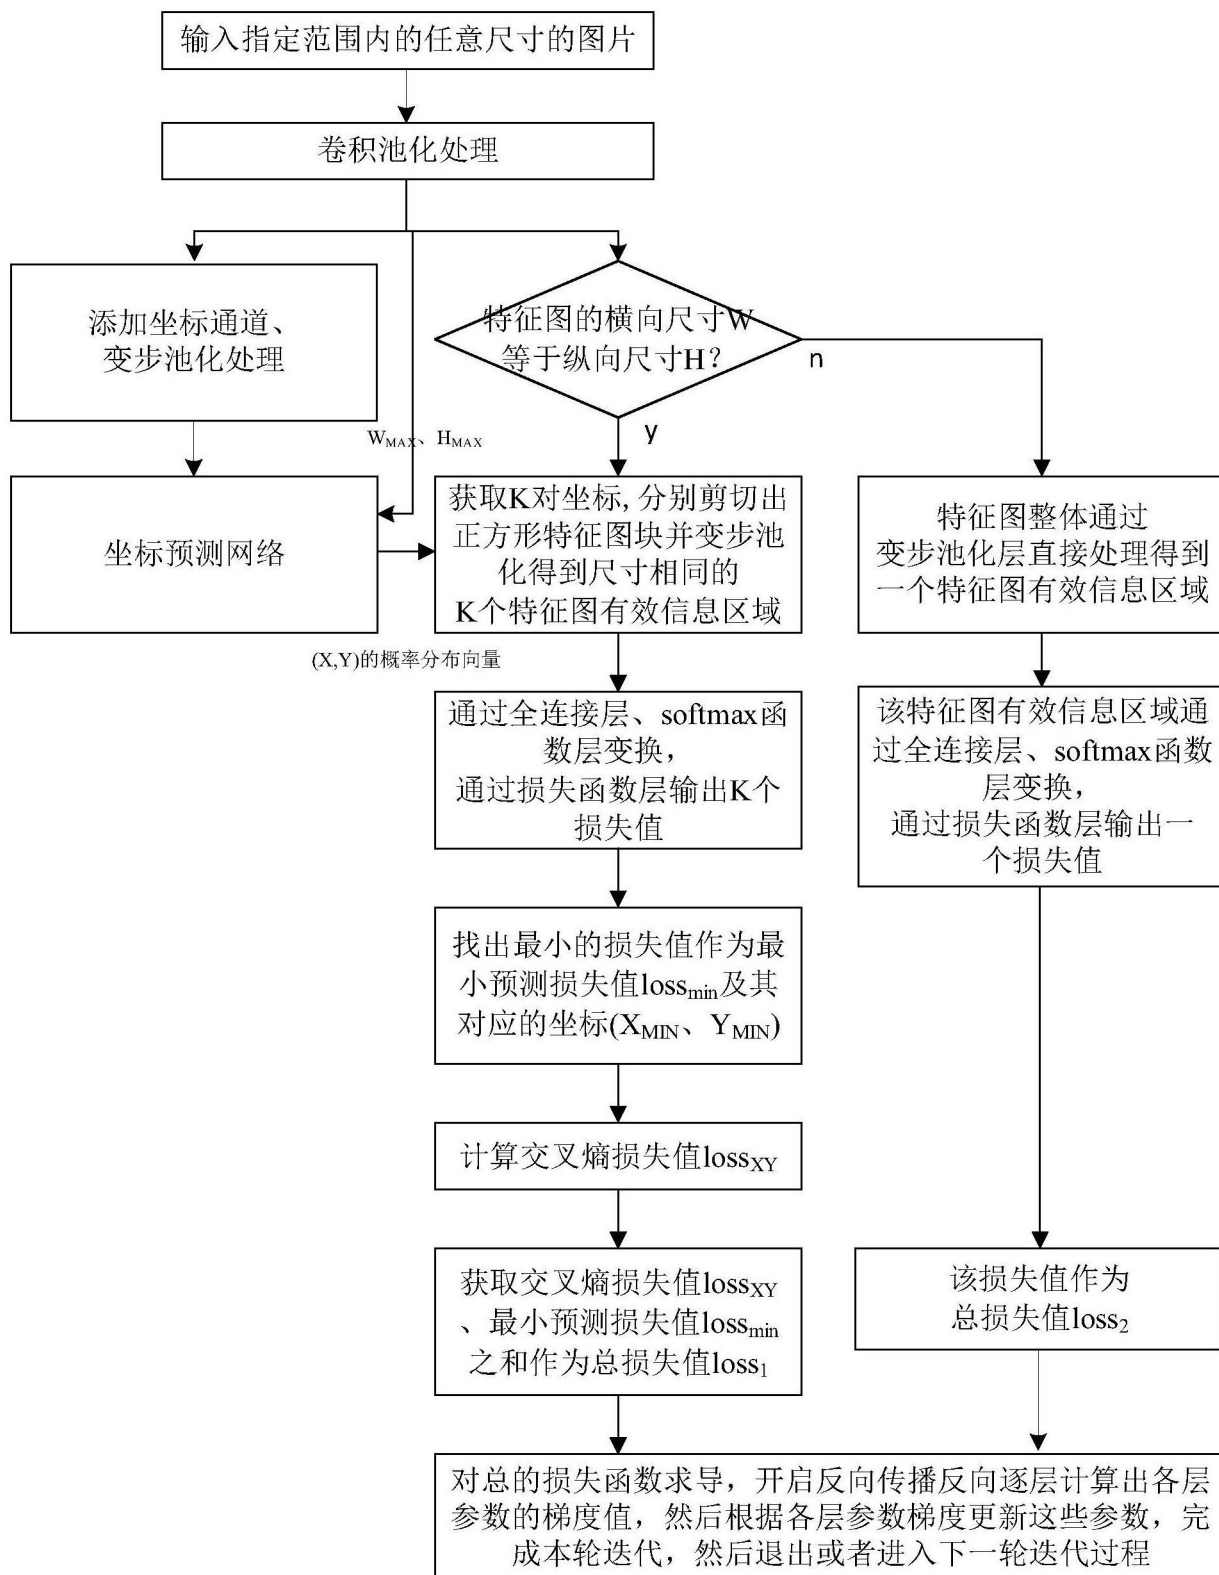 输入指定范围内的任意尺寸的图片
卷积池化处理
添加坐标通道、
变步池化处理
特征图的横向尺寸W
等于纵向尺寸H?
n
y
W_MAX、H_MAX
坐标预测网络
获取K对坐标,分别剪切出
正方形特征图块并变步池
化得到尺寸相同的
K个特征图有效信息区域
特征图整体通过
变步池化层直接处理得到
一个特征图有效信息区域
(X,Y)的概率分布向量
通过全连接层、softmax函
数层变换，
通过损失函数层输出K个
损失值
该特征图有效信息区域通
过全连接层、softmax函数
层变换，
通过损失函数层输出一
个损失值
找出最小的损失值作为最
小预测损失值loss_min及其
对应的坐标(X_MIN、Y_MIN)
计算交叉熵损失值loss_XY
获取交叉熵损失值loss_XY
、最小预测损失值loss_min
之和作为总损失值loss_1
该损失值作为
总损失值loss_2
对总的损失函数求导，开启反向传播反向逐层计算出各层
参数的梯度值，然后根据各层参数梯度更新这些参数，完
成本轮迭代，然后退出或者进入下一轮迭代过程